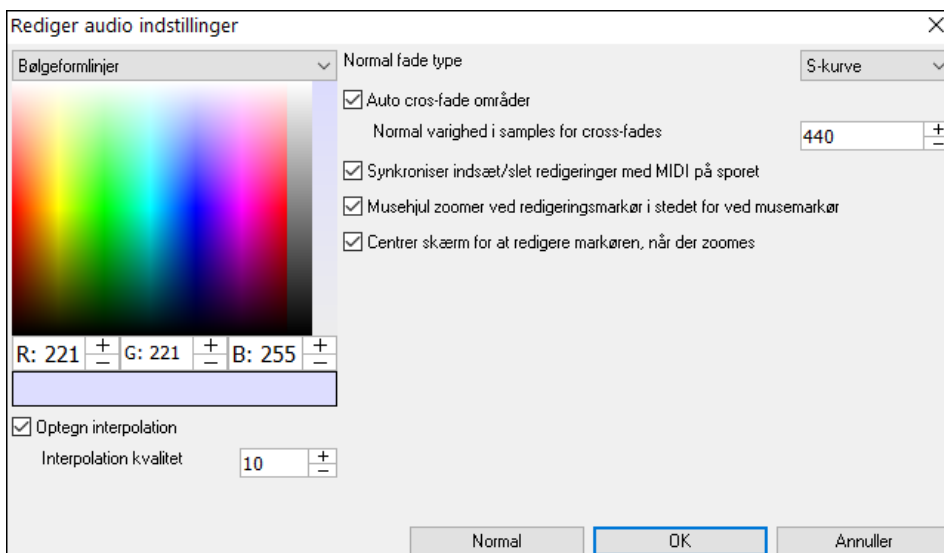 Rediger audio indstillinger
Bølgeformlinjer
R: 221
G: 221
B: 255
Optegn interpolation
Interpolation kvalitet
10
Normal fade type
S-kurve
Auto cros-fade områder
Normal varighed i samples for cross-fades
440
Synkroniser indsæt/slet redigeringer med MIDI på sporet
Musehjul zoomer ved redigeringsmarkør i stedet for ved musemarkør
Centrer skærm for at redigere markøren, når der zoomes
Normal
OK
Annuller